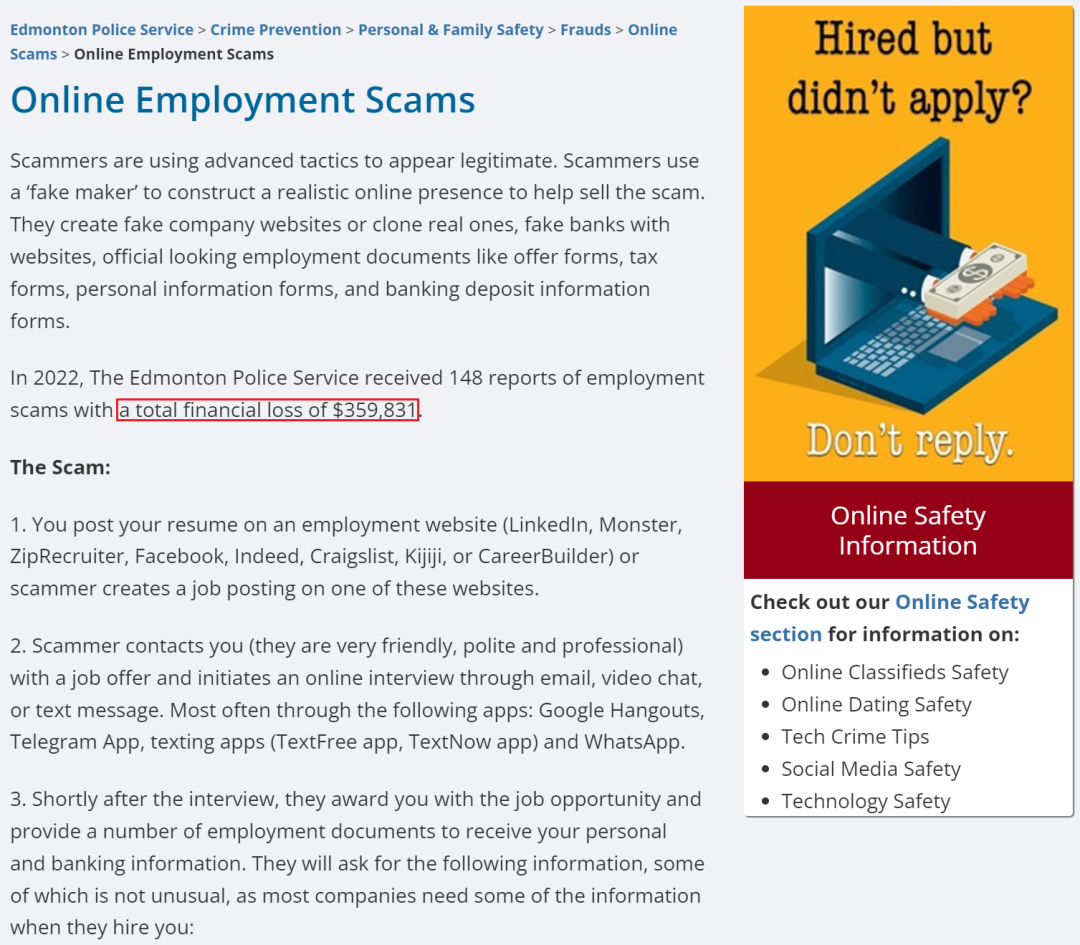 Edmonton Police Service > Crime Prevention > Personal & Family Safety > Frauds > Online
Scams > Online Employment Scams
Online Employment Scams
Scammers are using advanced tactics to appear legitimate. Scammers use
a ‘fake maker’ to construct a realistic online presence to help sell the scam.
They create fake company websites or clone real ones, fake banks with
websites, official looking employment documents like offer forms, tax
forms, personal information forms, and banking deposit information
forms.
In 2022, The Edmonton Police Service received 148 reports of employment
scams with a total financial loss of $359,831.
The Scam:
1. You post your resume on an employment website (LinkedIn, Monster,
ZipRecruiter, Facebook, Indeed, Craigslist, Kijiji, or CareerBuilder) or
scammer creates a job posting on one of these websites.
2. Scammer contacts you (they are very friendly, polite and professional)
with a job offer and initiates an online interview through email, video chat,
or text message. Most often through the following apps: Google Hangouts,
Telegram App, texting apps (TextFree app, TextNow app) and WhatsApp.
3. Shortly after the interview, they award you with the job opportunity and
provide a number of employment documents to receive your personal
and banking information. They will ask for the following information, some
of which is not unusual, as most companies need some of the information
when they hire you:
Hired but
didn’t apply?
Don’t reply.
Online Safety
Information
Check out our Online Safety
section for information on:
• Online Classifieds Safety
• Online Dating Safety
• Tech Crime Tips
• Social Media Safety
• Technology Safety